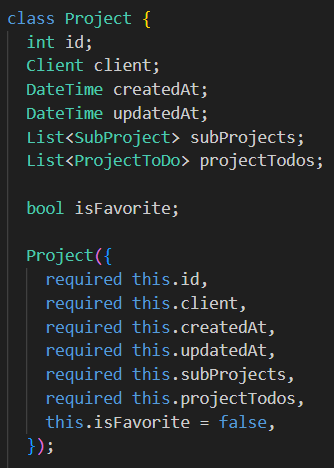 class Project {
  int id;
  Client client;
  DateTime createdAt;
  DateTime updatedAt;
  List<SubProject> subProjects;
  List<ProjectToDo> projectTodos;

  bool isFavorite;

  Project({
    required this.id,
    required this.client,
    required this.createdAt,
    required this.updatedAt,
    required this.subProjects,
    required this.projectTodos,
    this.isFavorite = false,
  });